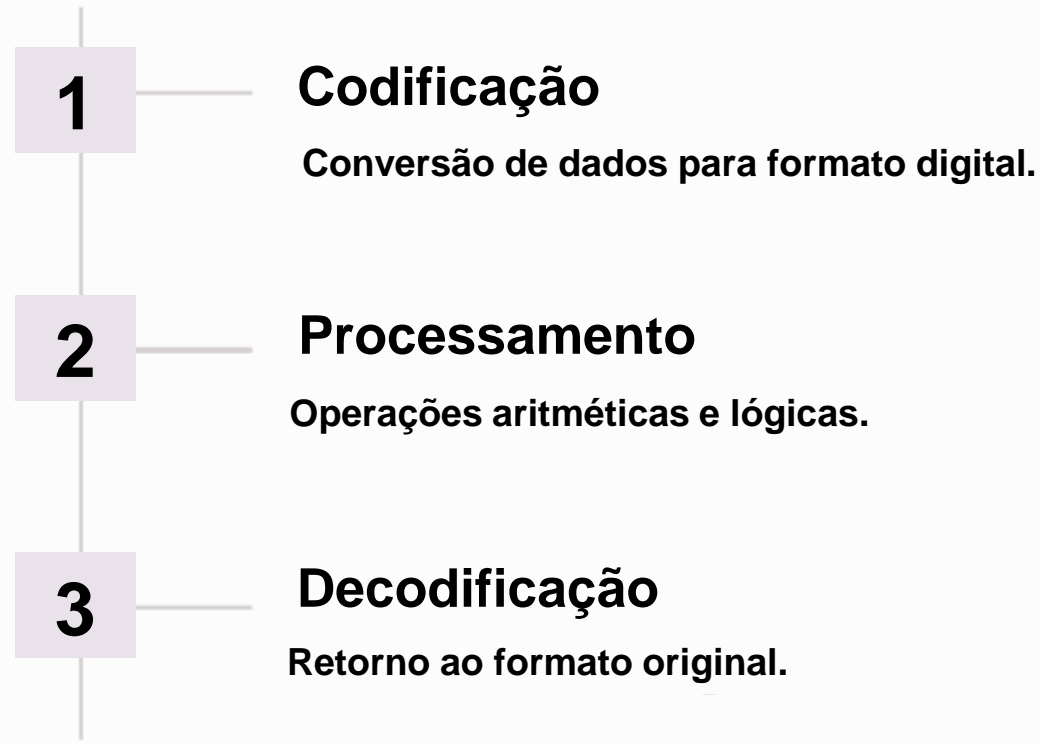 1
Codificação
Conversão de dados para formato digital.
2
Processamento
Operações aritméticas e lógicas.
3
Decodificação
Retorno ao formato original.